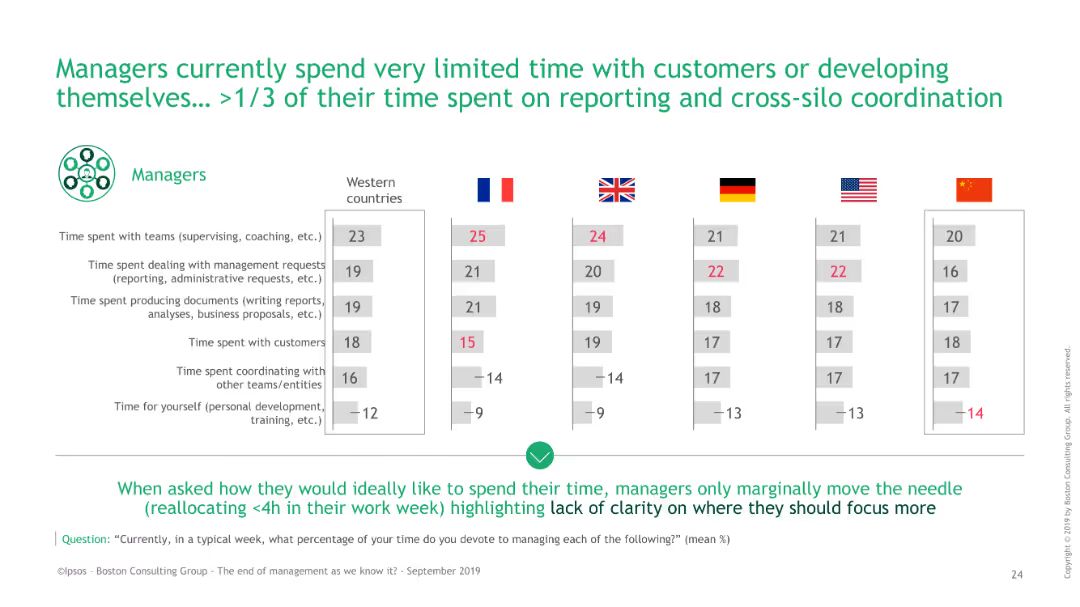 Managers currently spend very limited time with customers or developing
themselves… >1/3 of their time spent on reporting and cross-silo coordination
Managers
Western
countries
Time spent with teams (supervising, coaching, etc.)
23
25
24
21
21
20
Time spent dealing with management requests
(reporting, administrative requests, etc.)
19
21
20
22
22
16
Time spent producing documents (writing reports,
analyses, business proposals, etc.)
19
21
19
18
18
17
Time spent with customers
18
15
19
17
17
18
Time spent coordinating with
other teams/entities
16
14
14
17
17
17
Time for yourself (personal development,
training, etc.)
12
9
9
13
13
14
When asked how they would ideally like to spend their time, managers only marginally move the needle
(reallocating <4h in their work week) highlighting lack of clarity on where they should focus more
Question: “Currently, in a typical week, what percentage of your time do you devote to managing each of the following?” (mean %)
©Ipsos - Boston Consulting Group - The end of management as we know it? - September 2019
24
Copyright © 2019 by Boston Consulting Group. All rights reserved.